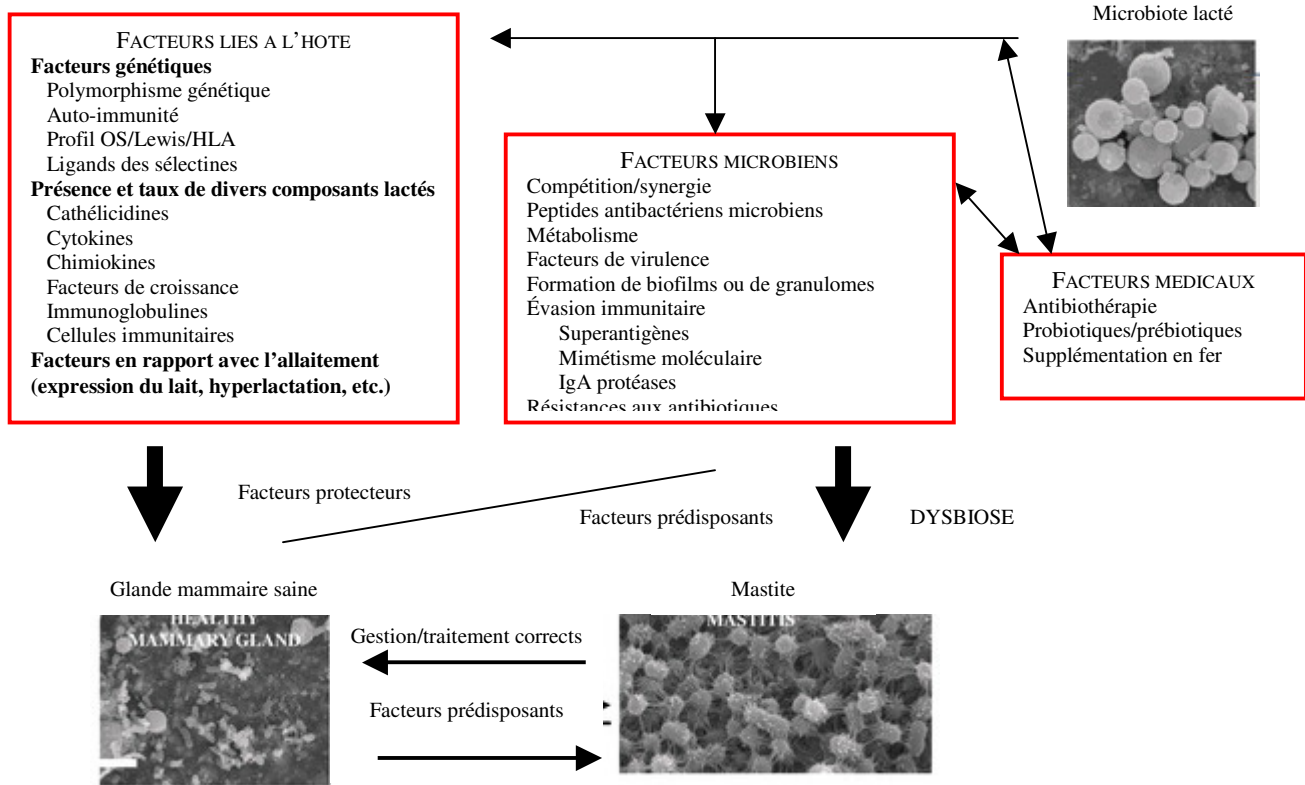 Microbiote lacté
FACTEURS LIES A L'HOTE
Facteurs génétiques
Polymorphisme génétique
Auto-immunité
Profil OS/Lewis/HLA
Ligands des sélectines
Présence et taux de divers composants lactés
Cathélicidines
Cytokines
Chimiokines
Facteurs de croissance
Immunoglobulines
Cellules immunitaires
Facteurs en rapport avec l'allaitement
(expression du lait, hyperlactation, etc.)
FACTEURS MICROBIENS
Compétition/synergie
Peptides antibactériens microbiens
Métabolisme
Facteurs de virulence
Formation de biofilms ou de granulomes
Évasion immunitaire
Superantigènes
Mimétisme moléculaire
IgA protéases
Résistances aux antibiotiques
FACTEURS MEDICAUX
Antibiothérapie
Probiotiques/prébiotiques
Supplémentation en fer
Facteurs protecteurs
Facteurs prédisposants
DYSBIOSE
Glande mammaire saine
HEALTHY
MAMMARY GLAND
Gestion/traitement corrects
Facteurs prédisposants
Mastite
MASTITIS